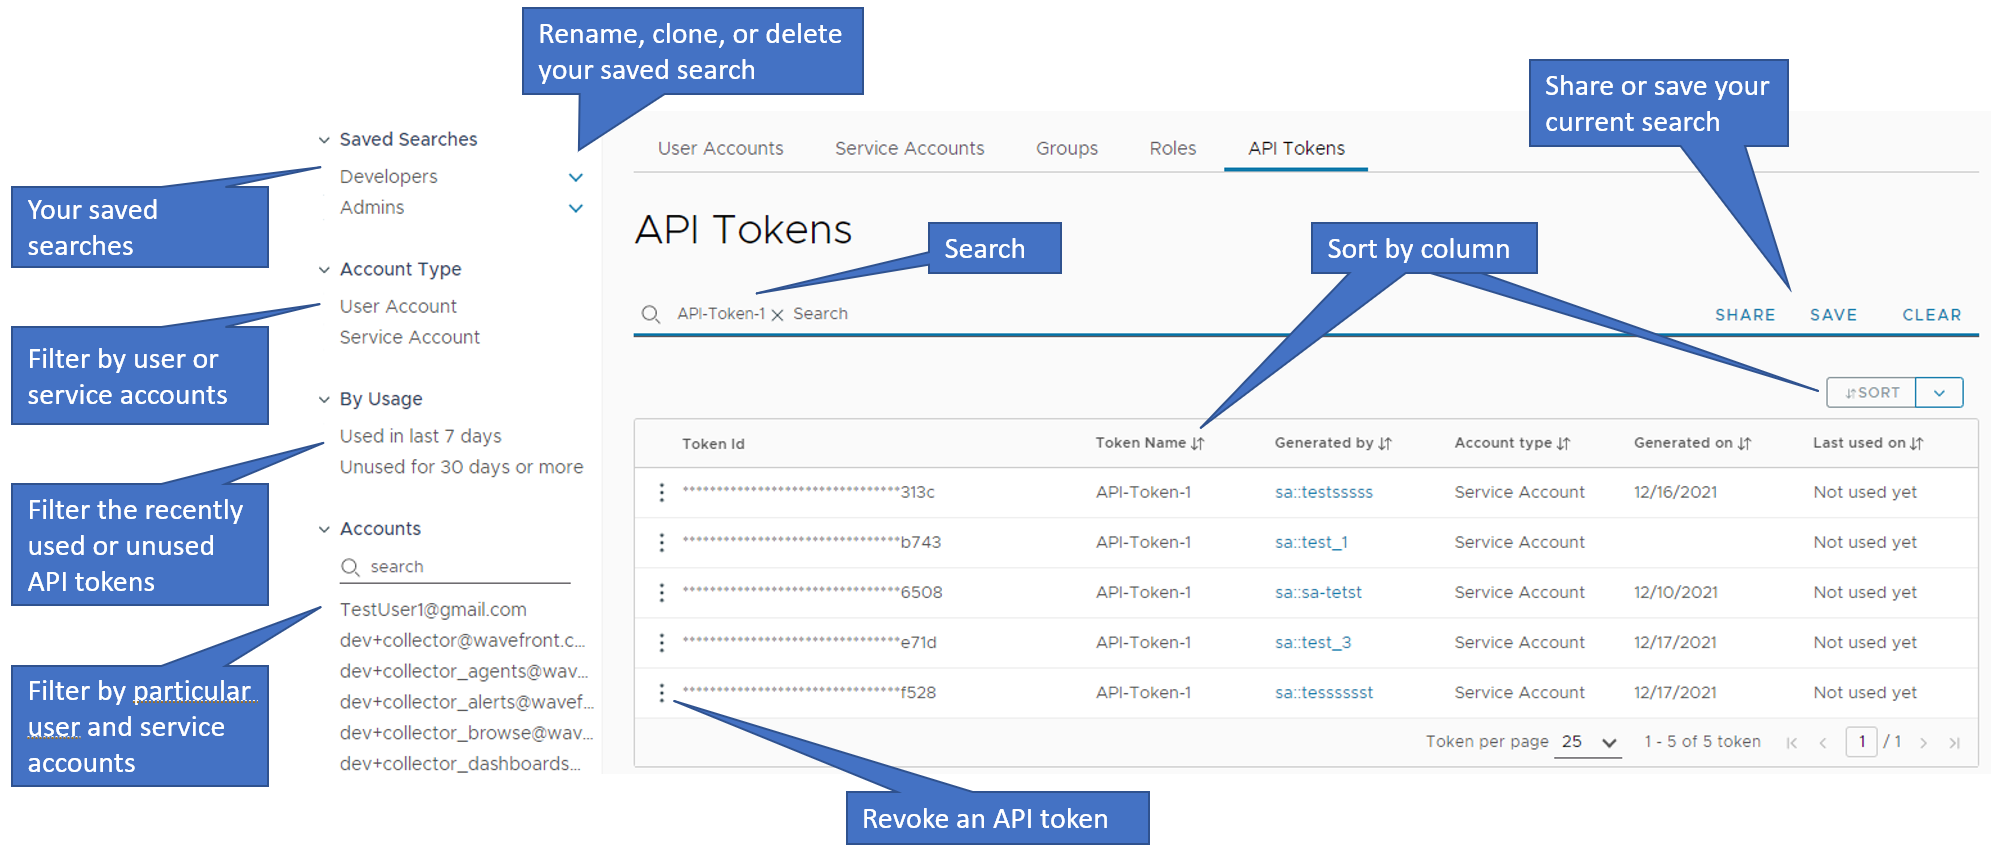 Rename, clone, or delete
your saved search
Share or save your
current search
Saved Searches
Developers
Admins
Your saved
searches
Account Type
User Account
Service Account
Filter by user or
service accounts
By Usage
Used in last 7 days
Unused for 30 days or more
Filter the recently
used or unused
API tokens
Accounts
search
TestUser1@gmail.com
dev+collector@wavefront.c...
dev+collector_agents@wav...
dev+collector_alerts@wavef...
dev+collector_browse@wav...
dev+collector_dashboards...
Filter by particular
user and service
accounts
User Accounts Service Accounts Groups Roles API Tokens
API Tokens
Search
Sort by column
API-Token-1 × Search
SHARE SAVE CLEAR
SORT
Token Id Token Name Generated by Account type Generated on Last used on
********************************313c API-Token-1 sa::testsssss Service Account 12/16/2021 Not used yet
********************************b743 API-Token-1 sa::test_1 Service Account Not used yet
********************************6508 API-Token-1 sa::sa-tetst Service Account 12/10/2021 Not used yet
********************************e71d API-Token-1 sa::test_3 Service Account 12/17/2021 Not used yet
********************************f528 API-Token-1 sa::tesssssst Service Account 12/17/2021 Not used yet
Token per page 25 1 - 5 of 5 token 1 / 1
Revoke an API token